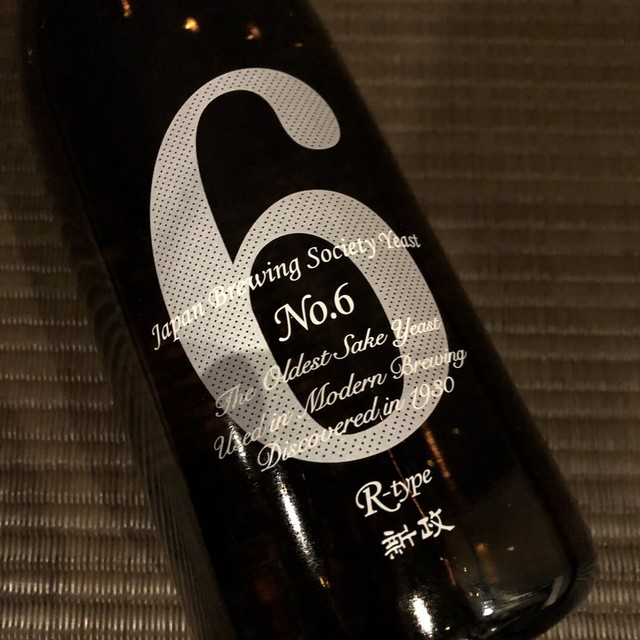 6
Japan Brewing Society Yeast
No.6
The Oldest Sake Yeast
Used in Modern Brewing
Discovered in 1930
R-type
新政